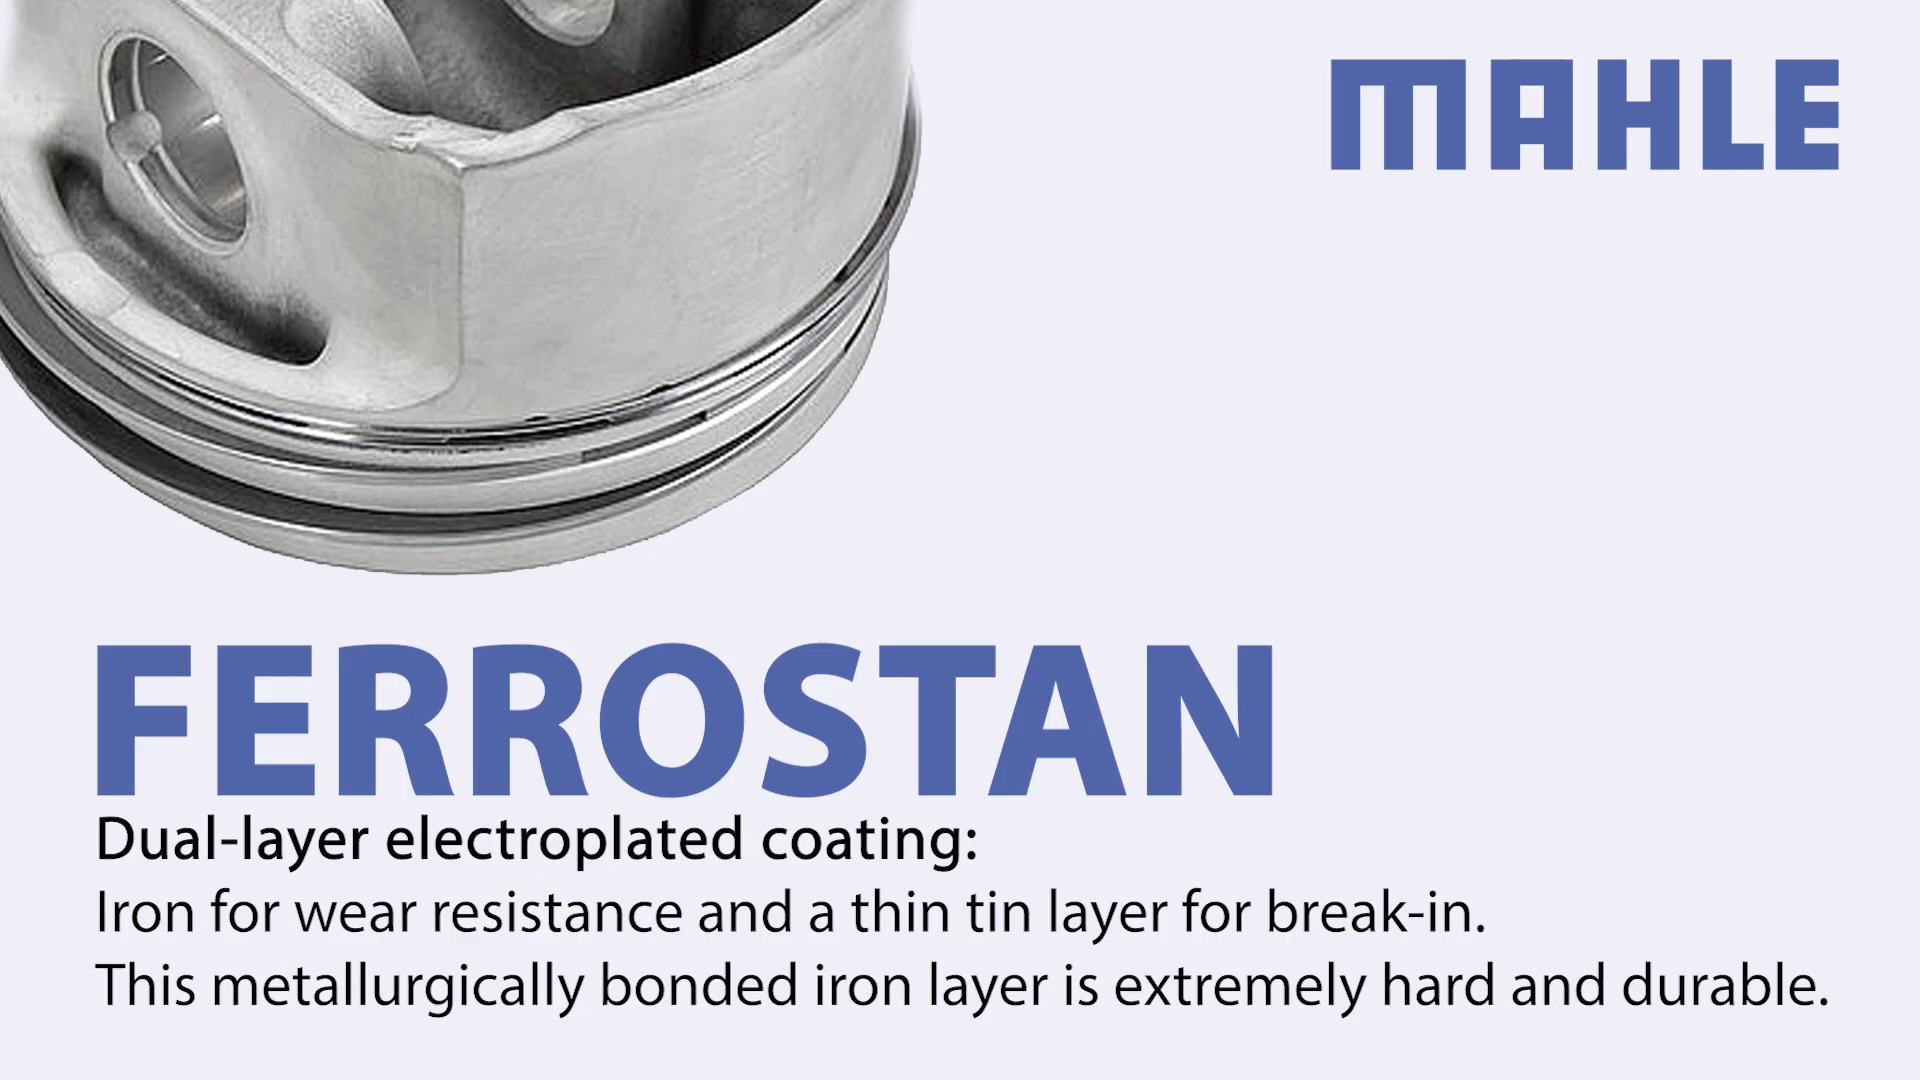 MAHLE
FERROSTAN
Dual-layer electroplated coating:
Iron for wear resistance and a thin tin layer for break-in.
This metallurgically bonded iron layer is extremely hard and durable.